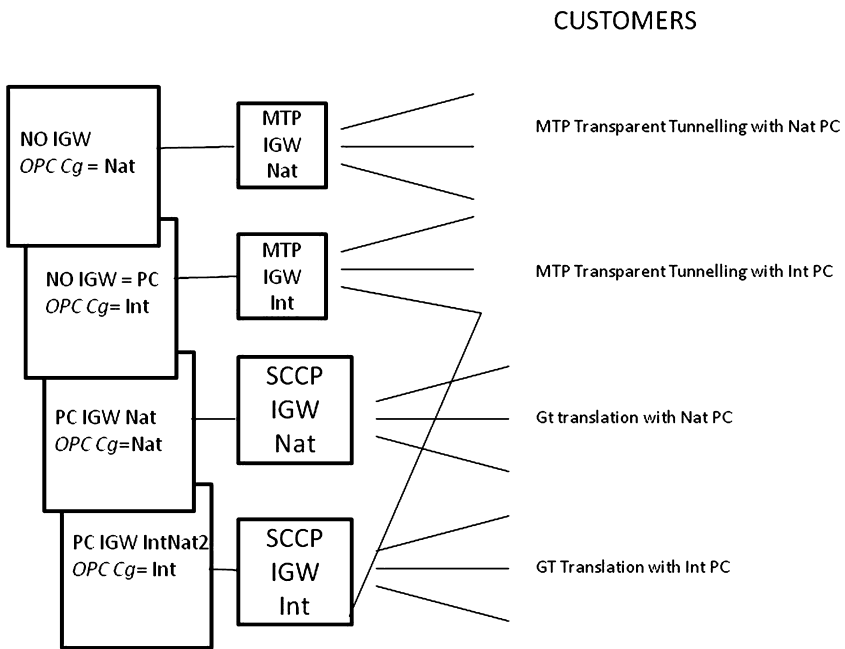 CUSTOMERS
NO IGW
OPC Cg = Nat
MTP
IGW
Nat
MTP Transparent Tunnelling with Nat PC
NO IGW = PC
OPC Cg= Int
MTP
IGW
Int
MTP Transparent Tunnelling with Int PC
PC IGW Nat
OPC Cg=Nat
SCCP
IGW
Nat
Gt translation with Nat PC
PC IGW IntNat2
OPC Cg= Int
SCCP
IGW
Int
GT Translation with Int PC